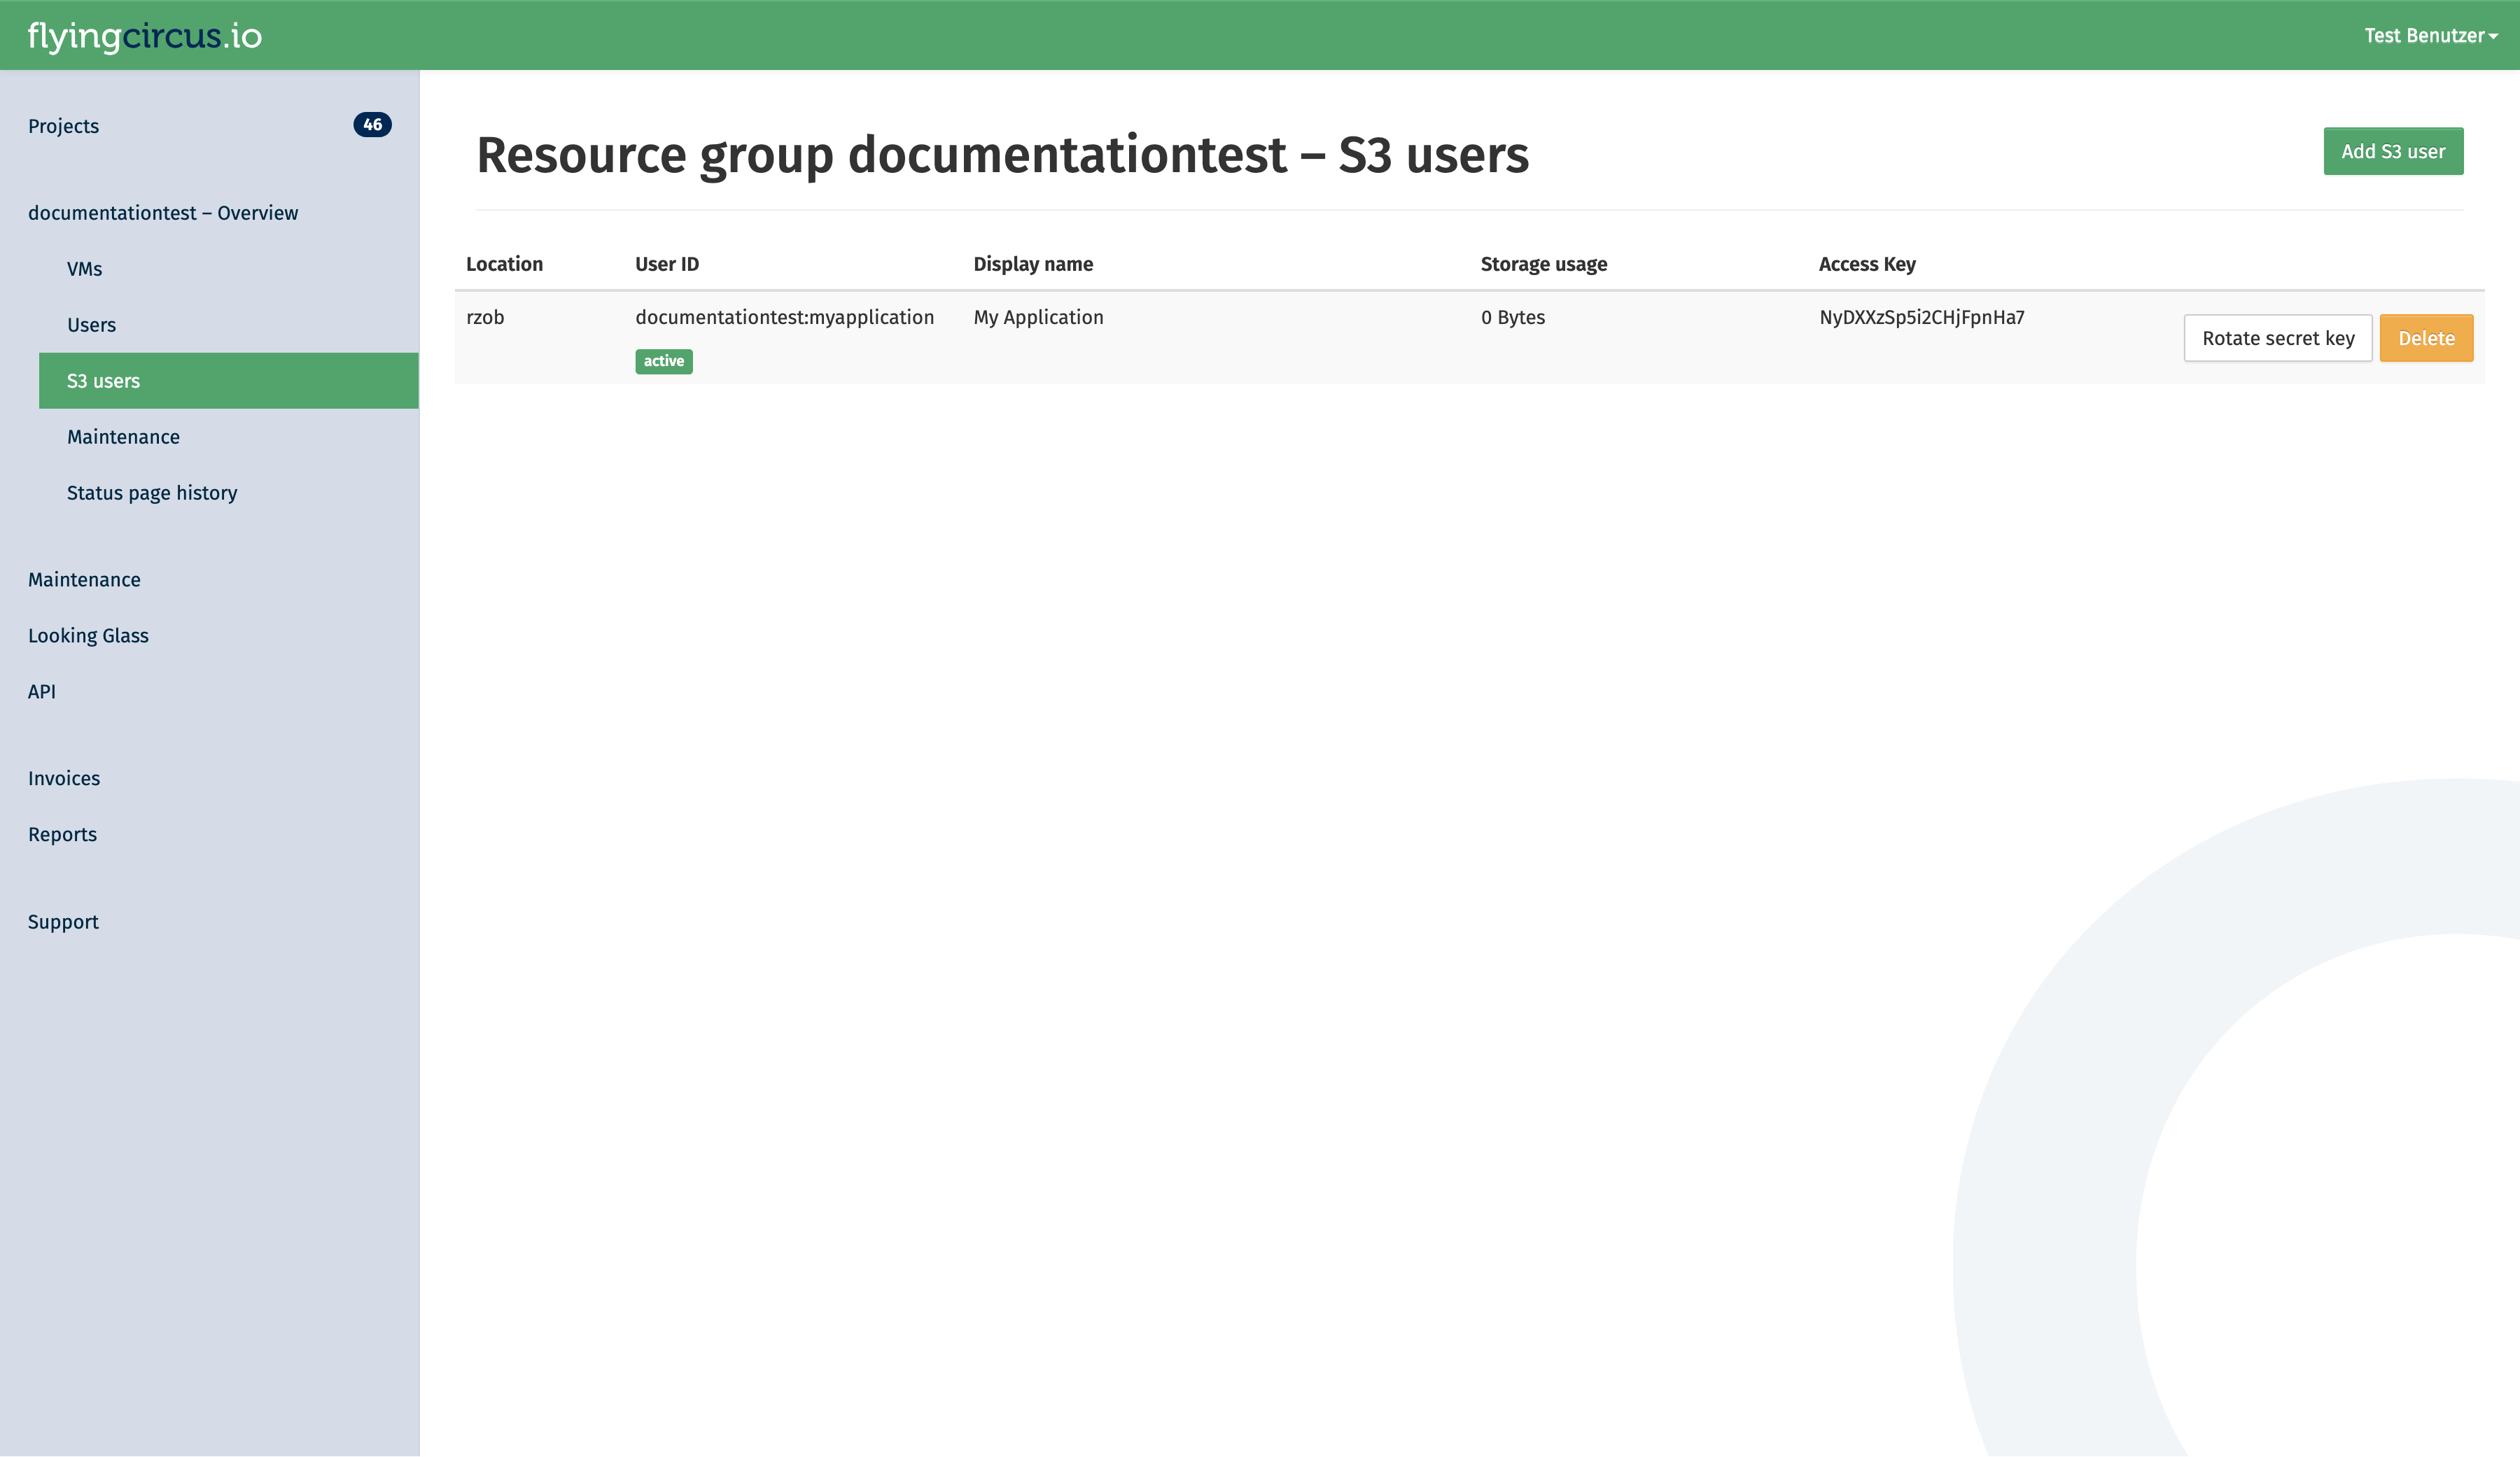 flyingcircus.io
Test Benutzer
Projects 46
documentationtest – Overview
VMs
Users
S3 users
Maintenance
Status page history
Maintenance
Looking Glass
API
Invoices
Reports
Support
Resource group documentationtest – S3 users
Add S3 user
Location User ID Display name Storage usage Access Key
rzob documentationtest:myapplication My Application 0 Bytes NyDXXzSp5i2CHjFpnHa7
active
Rotate secret key Delete